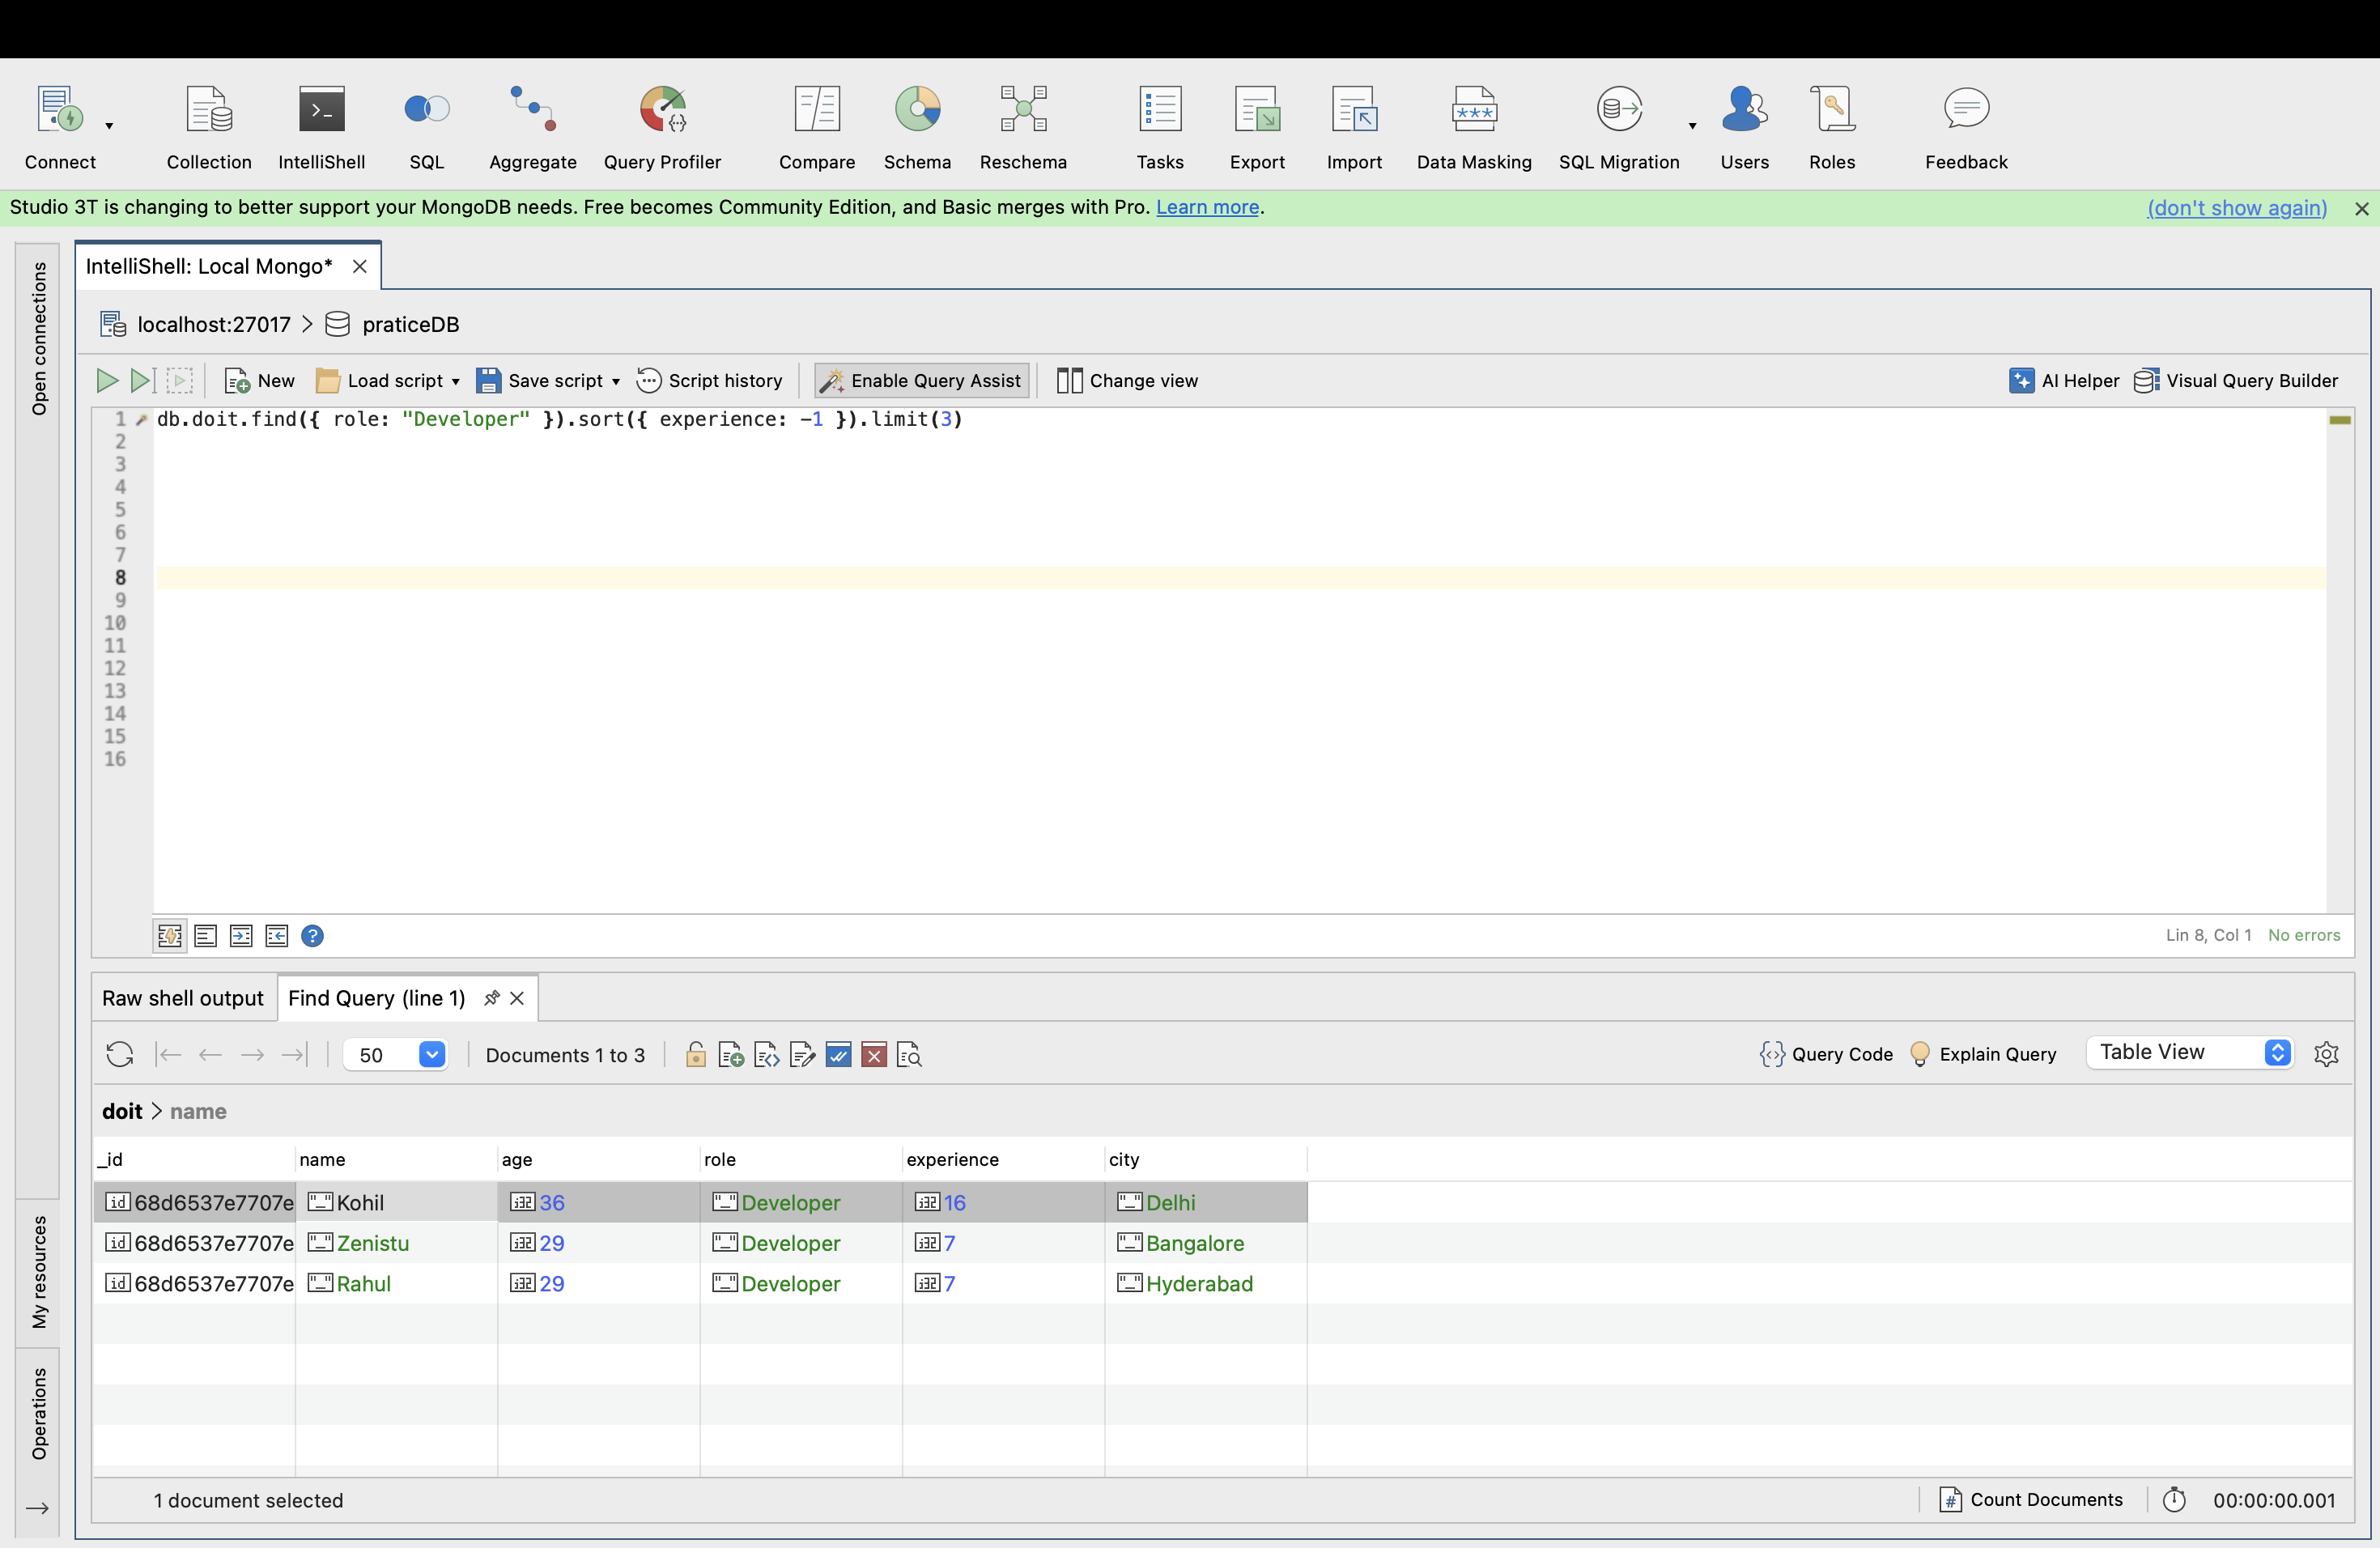 Connect Collection IntelliShell SQL Aggregate Query Profiler Compare Schema Reschema Tasks Export Import Data Masking SQL Migration Users Roles Feedback
Studio 3T is changing to better support your MongoDB needs. Free becomes Community Edition, and Basic merges with Pro. Learn more. (don't show again)
Open connections
IntelliShell: Local Mongo*
localhost:27017 > praticeDB
New Load script Save script Script history Enable Query Assist Change view AI Helper Visual Query Builder
1 db.doit.find({ role: "Developer" }).sort({ experience: -1 }).limit(3)
2
3
4
5
6
7
8
9
10
11
12
13
14
15
16
Lin 8, Col 1 No errors
Raw shell output Find Query (line 1)
50 Documents 1 to 3 Query Code Explain Query Table View
doit > name
_id name age role experience city
68d6537e7707e Kohil 36 Developer 16 Delhi
68d6537e7707e Zenistu 29 Developer 7 Bangalore
68d6537e7707e Rahul 29 Developer 7 Hyderabad
My resources
Operations
1 document selected Count Documents 00:00:00.001